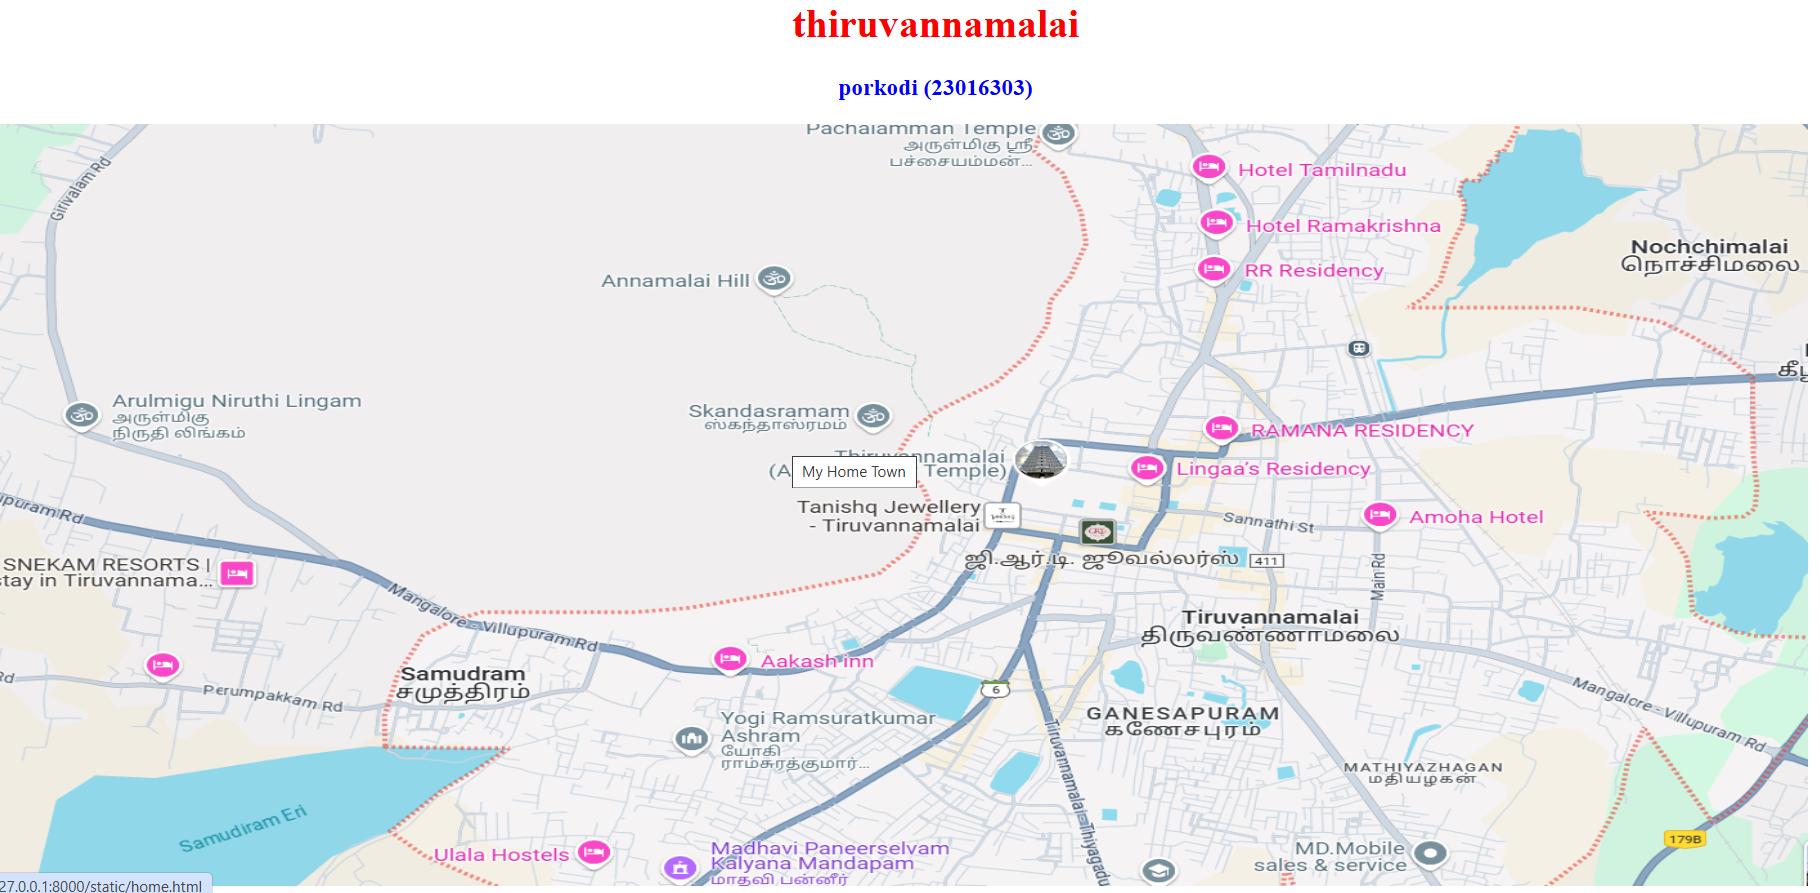 thiruvannamalai
porkodi (23016303)
Pachaiamman Temple
அருள்மிகு ஸ்ரீ
பச்சையம்மன்...
Hotel Tamilnadu
Girivalam Rd
Hotel Ramakrishna
Nochchimalai
நொச்சிமலை
RR Residency
Annamalai Hill
Arulmigu Niruthi Lingam
அருள்மிகு
நிருதி லிங்கம்
Skandasramam
ஸ்கந்தாஸ்ரமம்
RAMANA RESIDENCY
Thiruvannamalai
Temple)
My Home Town
Lingaa's Residency
Tanishq Jewellery
- Tiruvannamalai
Sannathi St
Amoha Hotel
ஜி.ஆர்.டி. ஜூவல்லர்ஸ்
411
Main Rd
SNEKAM RESORTS |
stay in Tiruvannama...
Mangalore - Villupuram Rd
Tiruvannamalai
திருவண்ணாமலை
Aakash inn
Samudram
சமுத்திரம்
Perumpakkam Rd
6
Mangalore - Villupuram Rd
Yogi Ramsuratkumar
Ashram
யோகி
ராம்சுரத்குமார்...
GANESAPURAM
கணேசபுரம்
Tiruvannamalai - Thiyagadu
MATHIYAZHAGAN
மதியழகன்
Samudiram Eri
179B
Ulala Hostels
Madhavi Paneerselvam
Kalyana Mandapam
மாதவி பன்னீர்
MD.Mobile
sales & service
27.0.0.1:8000/static/home.html